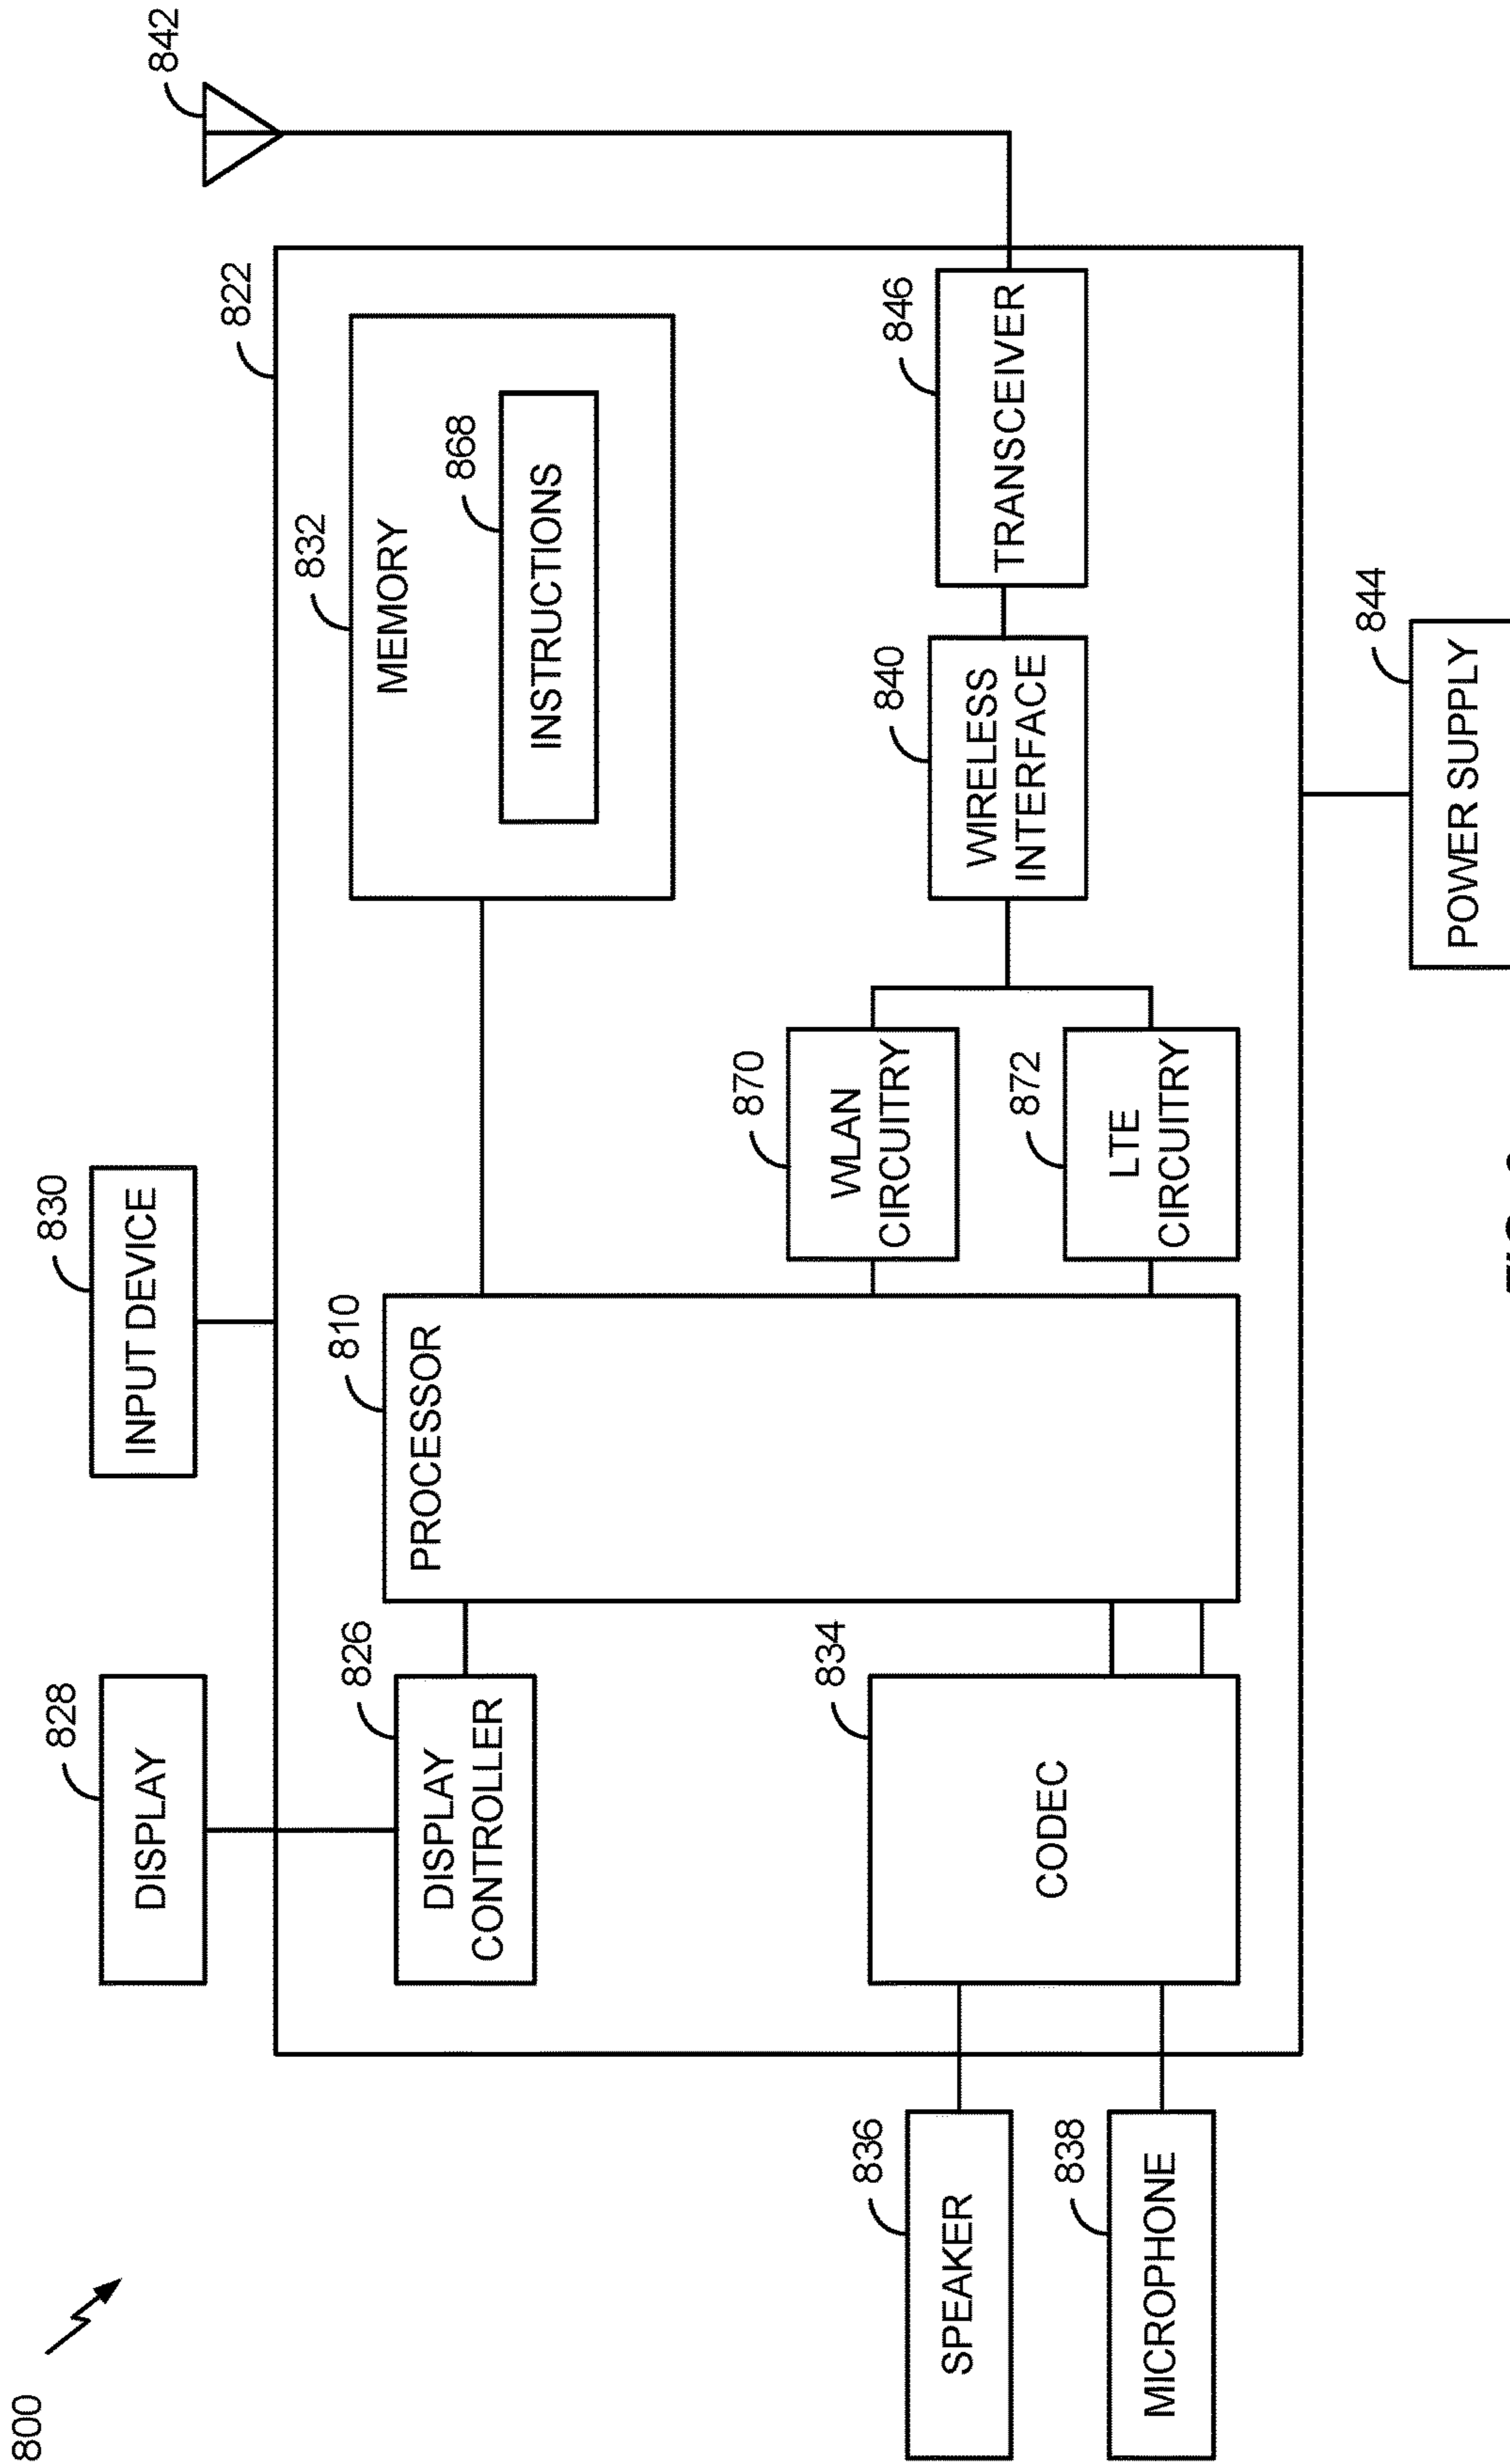 800
828
DISPLAY
830
INPUT DEVICE
842
822
826
DISPLAY
CONTROLLER
810
PROCESSOR
832
MEMORY
868
INSTRUCTIONS
834
CODEC
870
WLAN
CIRCUITRY
872
LTE
CIRCUITRY
840
WIRELESS
INTERFACE
846
TRANSCEIVER
836
SPEAKER
838
MICROPHONE
844
POWER SUPPLY